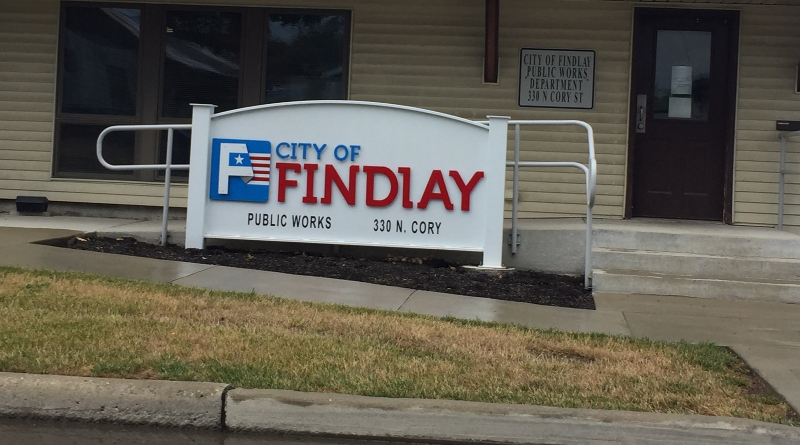 CITY OF FINDLAY
PUBLIC WORKS
DEPARTMENT
330 N CORY ST
F CITY OF
FINDLAY
PUBLIC WORKS 330 N. CORY